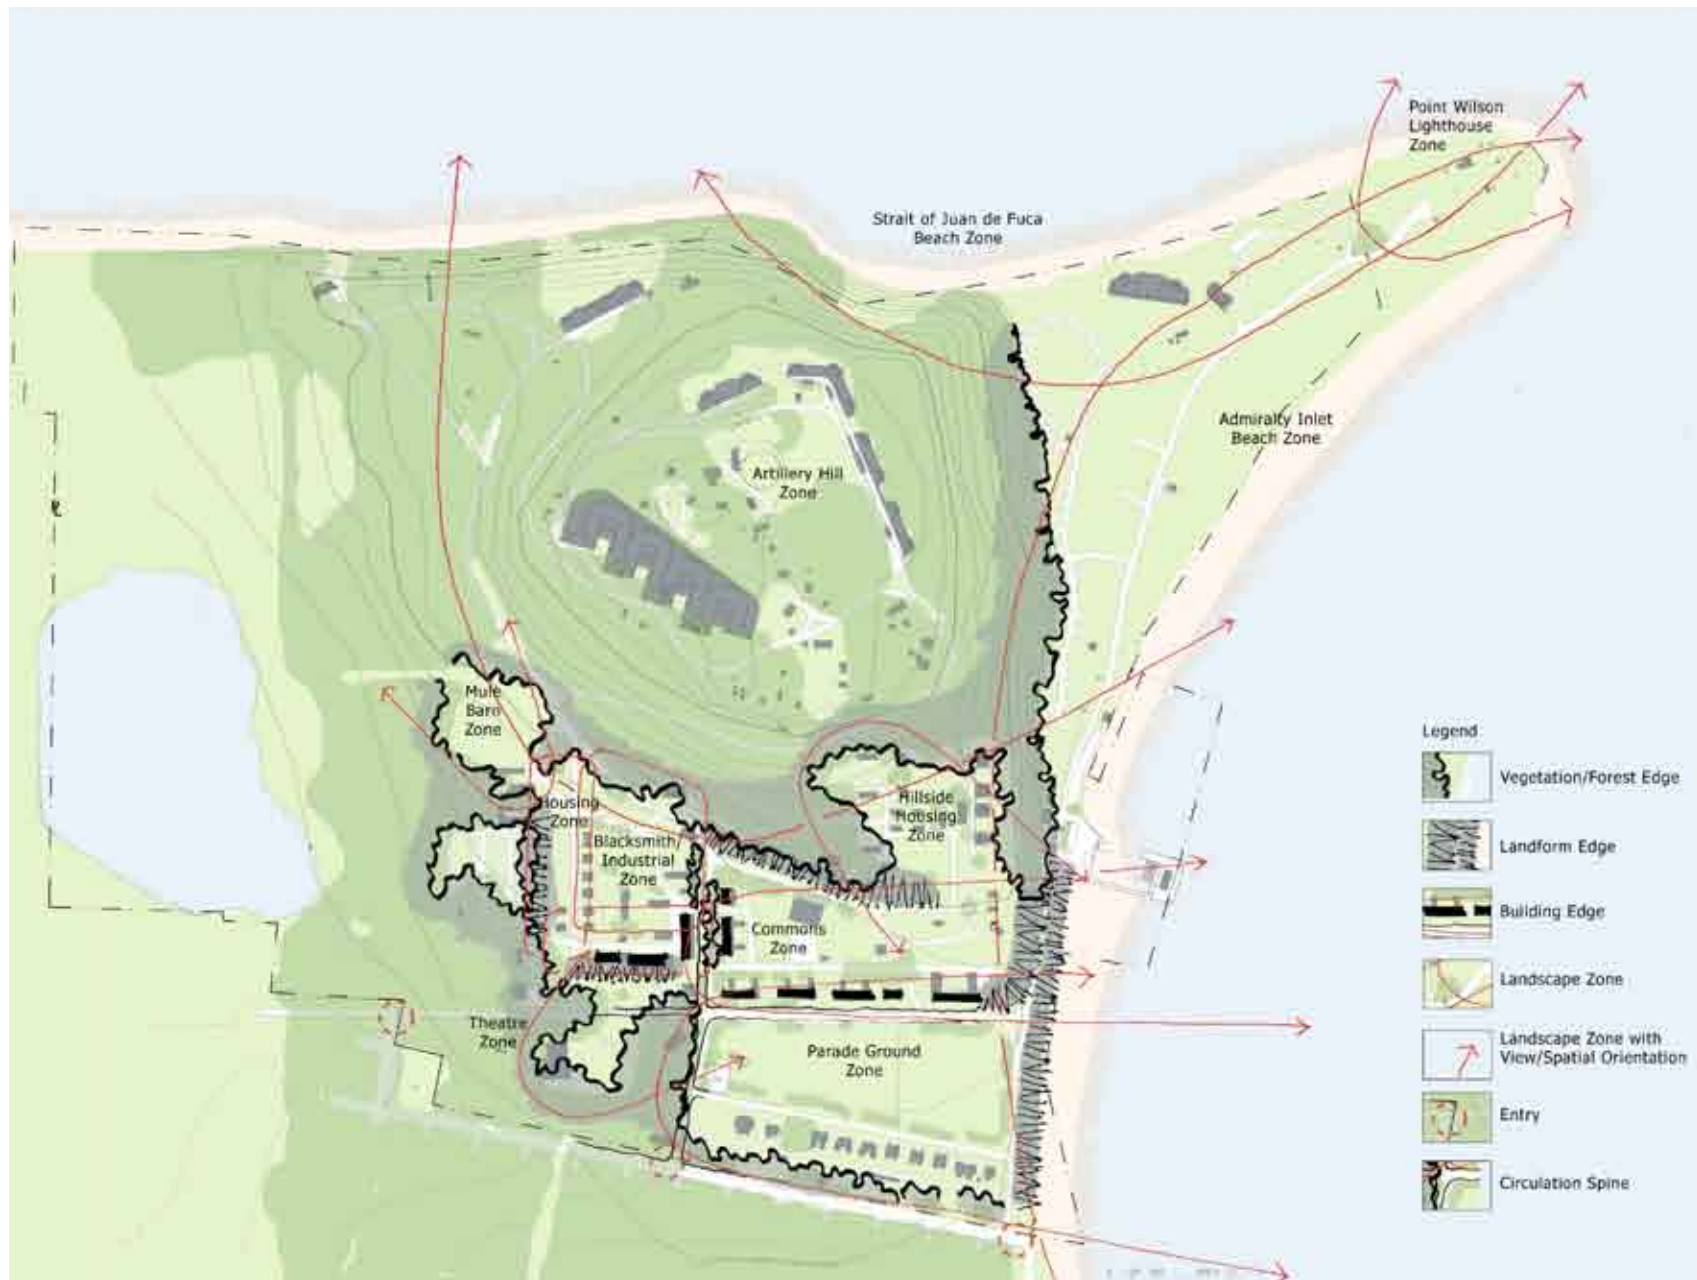 Point Wilson
Lighthouse
Zone
Strait of Juan de Fuca
Beach Zone
Admiralty Inlet
Beach Zone
Artillery Hill
Zone
Mule
Barn
Zone
Housing
Zone
Hillside
Housing
Zone
Blacksmith/
Industrial
Zone
Commons
Zone
Theatre
Zone
Parade Ground
Zone
Legend
Vegetation/Forest Edge
Landform Edge
Building Edge
Landscape Zone
Landscape Zone with
View/Spatial Orientation
Entry
Circulation Spine